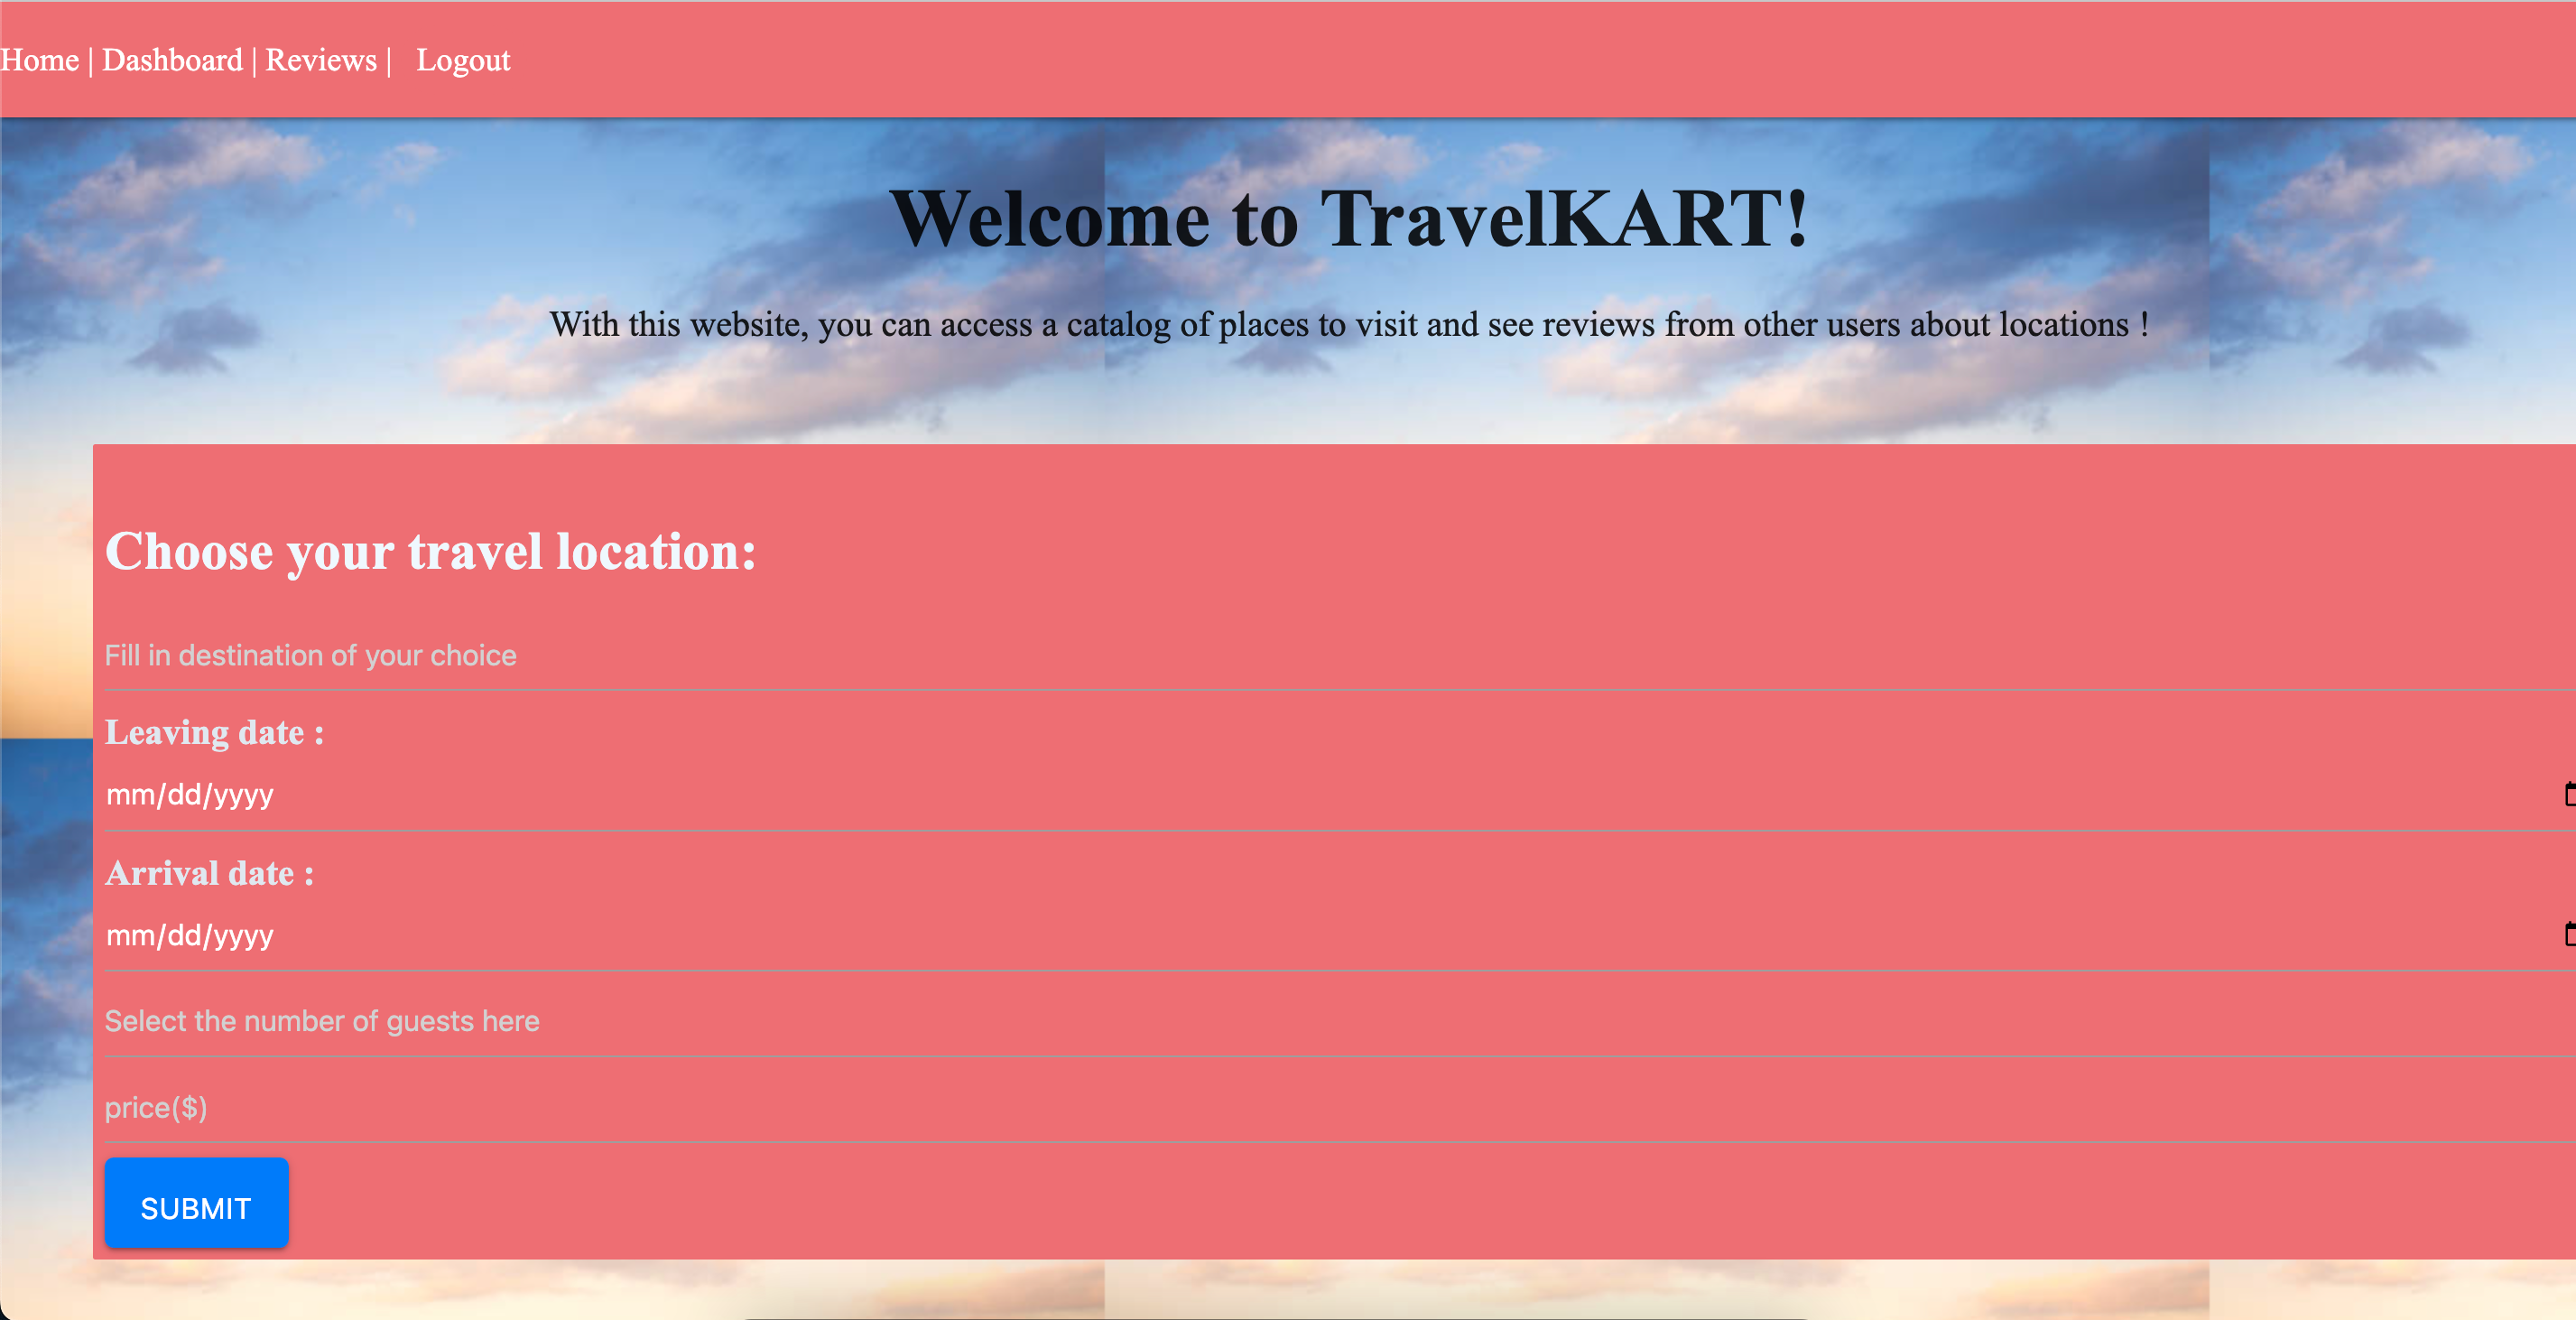 Home | Dashboard | Reviews | Logout
Welcome to TravelKART!
With this website, you can access a catalog of places to visit and see reviews from other users about locations !
Choose your travel location:
Fill in destination of your choice
Leaving date :
mm/dd/yyyy
Arrival date :
mm/dd/yyyy
Select the number of guests here
price($)
SUBMIT